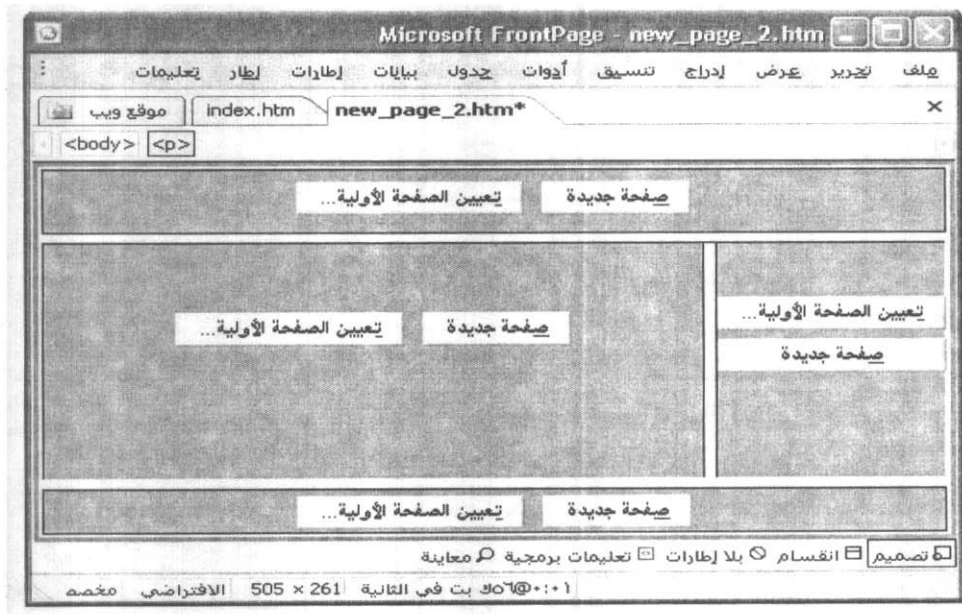 Microsoft FrontPage - new_page_2.htm
ملف تحرير عرض إدراج تنسيق أدوات جدول بيانات إطارات إطار تعليمات
موقع ويب index.htm new_page_2.htm*
<body> <p>
صفحة جديدة تعيين الصفحة الأولية...
تعيين الصفحة الأولية...
صفحة جديدة
صفحة جديدة تعيين الصفحة الأولية...
صفحة جديدة تعيين الصفحة الأولية...
تصميم انقسام بلا إطارات تعليمات برمجية معاينة
بت في الثانية 505 × 261 الافتراضي مخصص